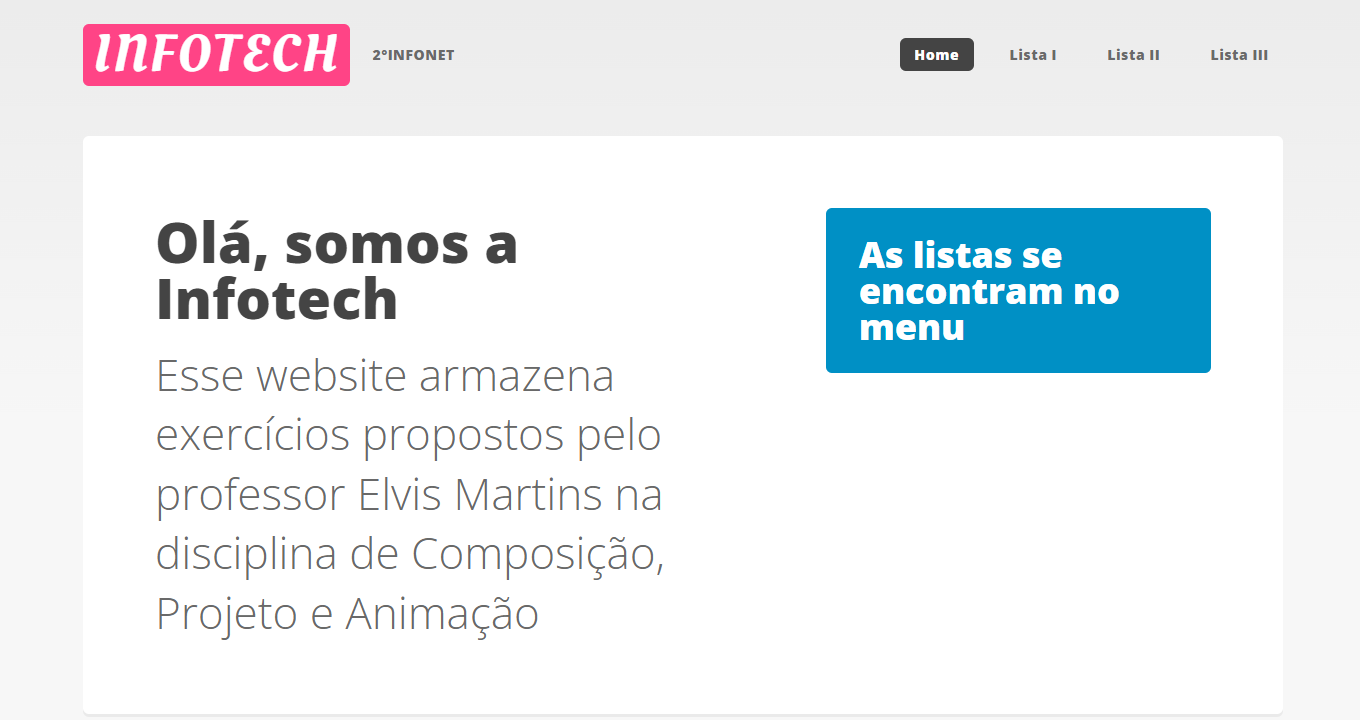 INFOTECH
2°INFONET
Home
Lista I
Lista II
Lista III
Olá, somos a
Infotech
Esse website armazena
exercícios propostos pelo
professor Elvis Martins na
disciplina de Composição,
Projeto e Animação
As listas se
encontram no
menu